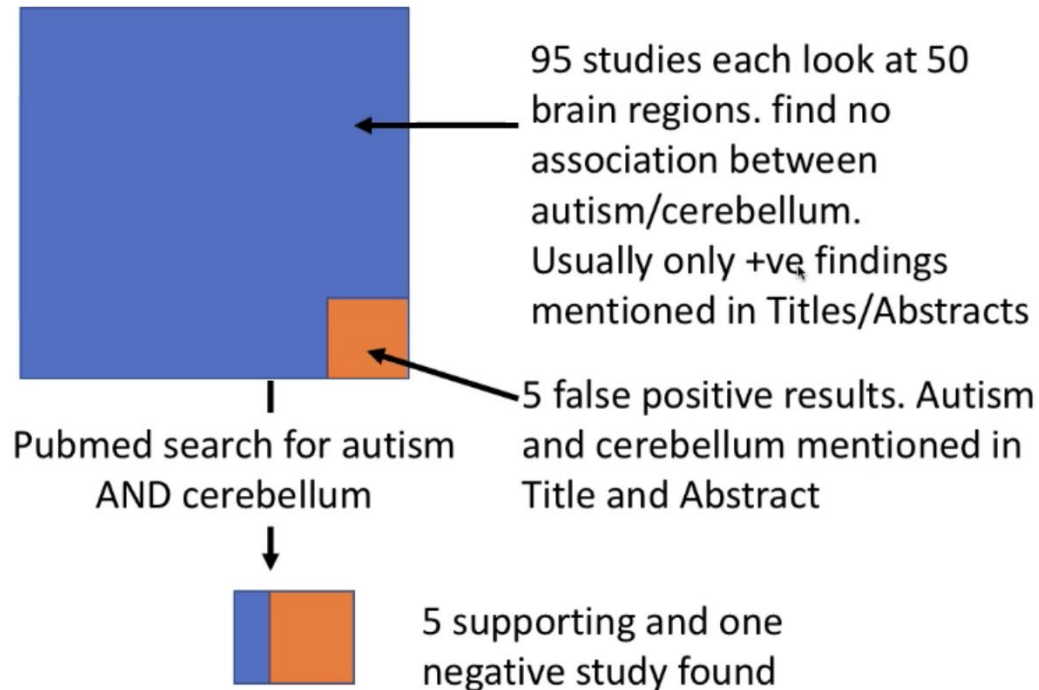 95 studies each look at 50
brain regions. find no
association between
autism/cerebellum.
Usually only +ve findings
mentioned in Titles/Abstracts
5 false positive results. Autism
and cerebellum mentioned in
Title and Abstract
Pubmed search for autism
AND cerebellum
5 supporting and one
negative study found